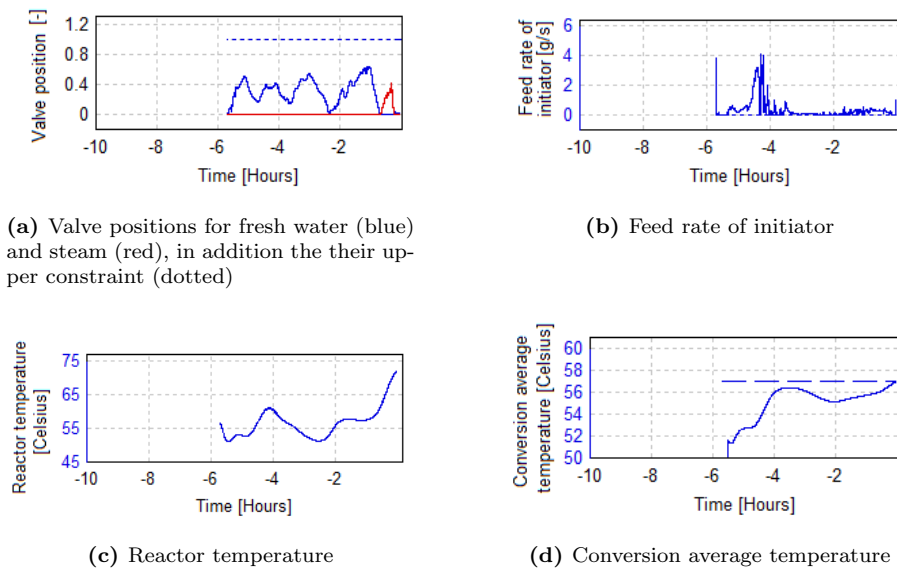 Valve position [-]
1.2
0.8
0.4
0
-10
-8
-6
-4
-2
Time [Hours]
(a) Valve positions for fresh water (blue)
and steam (red), in addition the their up-
per constraint (dotted)
Feed rate of
initiator [g/s]
6
4
2
0
-10
-8
-6
-4
-2
Time [Hours]
(b) Feed rate of initiator
Reactor temperature
[Celsius]
75
65
55
45
-10
-8
-6
-4
-2
Time [Hours]
(c) Reactor temperature
Conversion average
temperature [Celsius]
60
58
56
54
52
50
-10
-8
-6
-4
-2
Time [Hours]
(d) Conversion average temperature